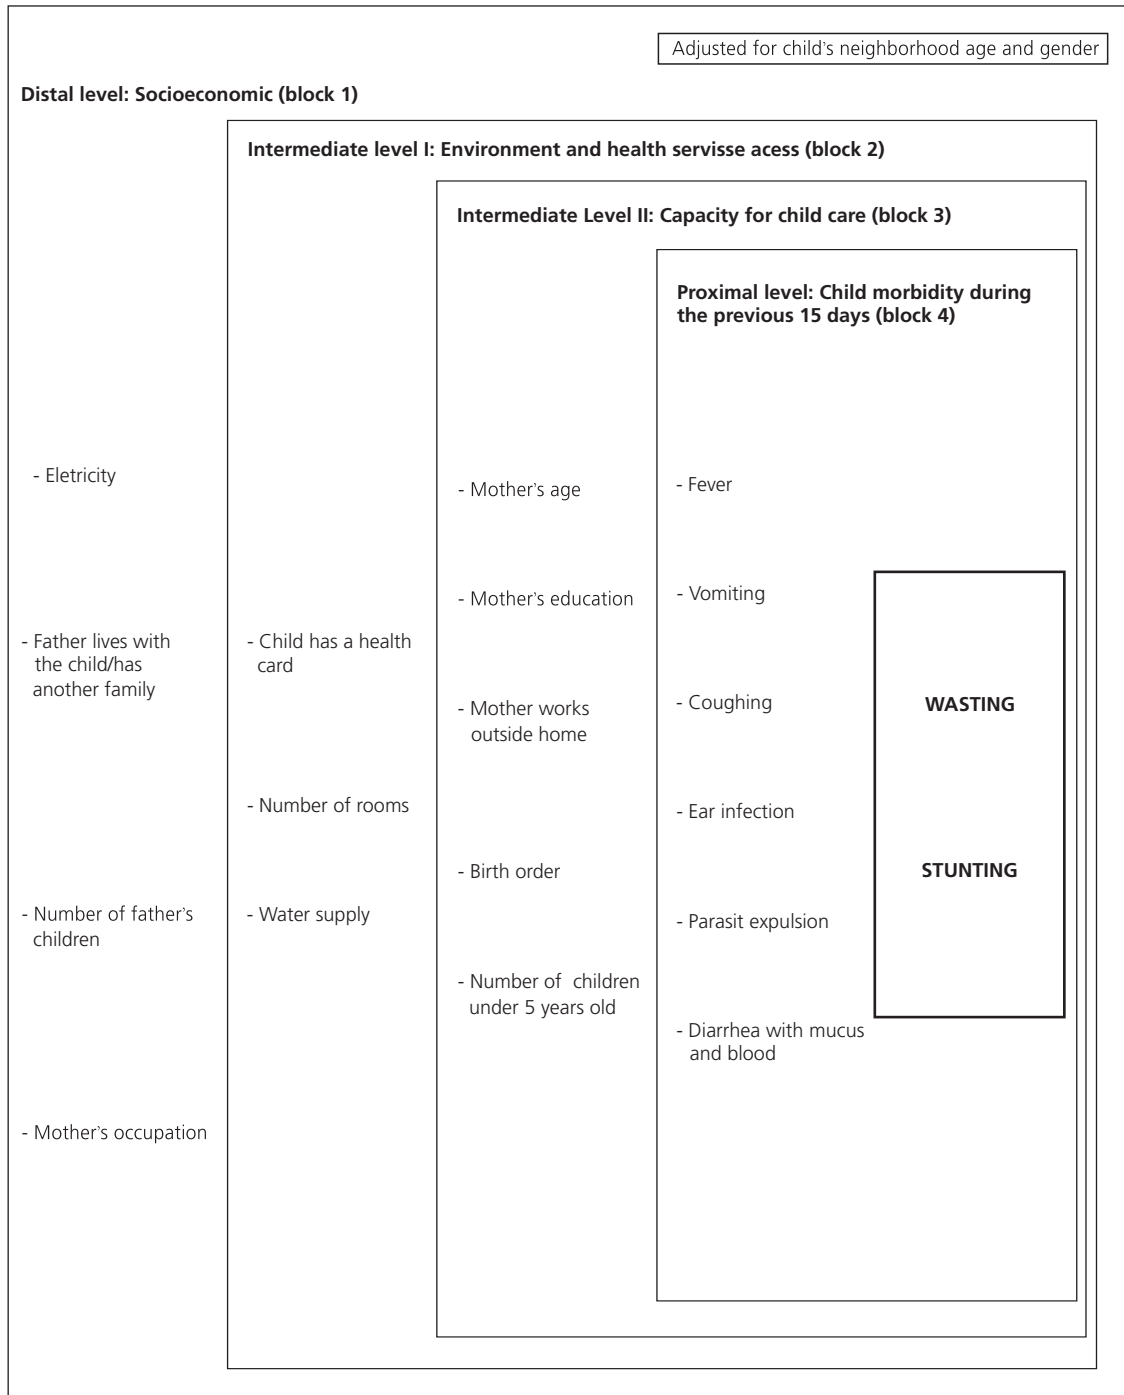 Adjusted for child's neighborhood age and gender
Distal level: Socioeconomic (block 1)
Intermediate level I: Environment and health servisse acess (block 2)
Intermediate Level II: Capacity for child care (block 3)
Proximal level: Child morbidity during
the previous 15 days (block 4)
- Eletricity
- Father lives with
the child/has
another family
- Number of father's
children
- Mother's occupation
- Child has a health
card
- Number of rooms
- Water supply
- Mother's age
- Mother's education
- Mother works
outside home
- Birth order
- Number of children
under 5 years old
- Fever
- Vomiting
- Coughing
- Ear infection
- Parasit expulsion
- Diarrhea with mucus
and blood
WASTING
STUNTING